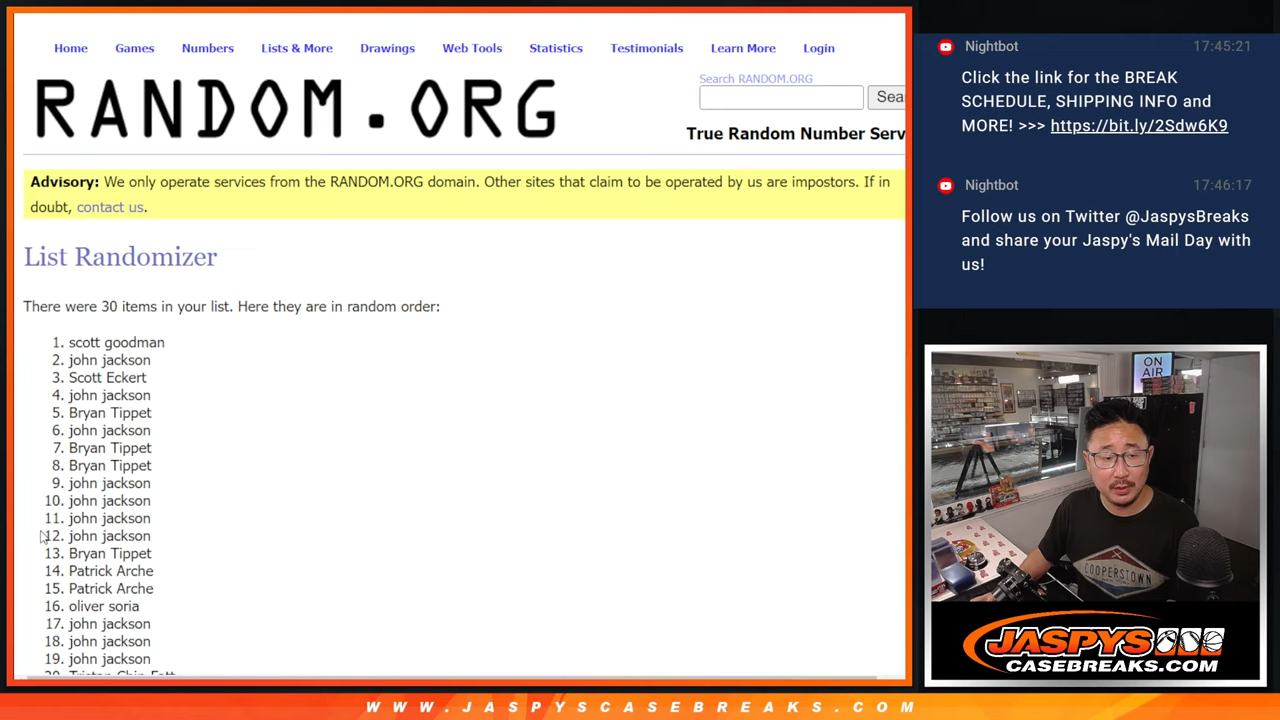 Home Games Numbers Lists & More Drawings Web Tools Statistics Testimonials Learn More Login
RANDOM.ORG
Search RANDOM.ORG
Sea
True Random Number Serv
Advisory: We only operate services from the RANDOM.ORG domain. Other sites that claim to be operated by us are impostors. If in
doubt, contact us.
List Randomizer
There were 30 items in your list. Here they are in random order:
1. scott goodman
2. john jackson
3. Scott Eckert
4. john jackson
5. Bryan Tippet
6. john jackson
7. Bryan Tippet
8. Bryan Tippet
9. john jackson
10. john jackson
11. john jackson
12. john jackson
13. Bryan Tippet
14. Patrick Arche
15. Patrick Arche
16. oliver soria
17. john jackson
18. john jackson
19. john jackson
Nightbot 17:45:21
Click the link for the BREAK
SCHEDULE, SHIPPING INFO and
MORE! >>> https://bit.ly/2Sdw6K9
Nightbot 17:46:17
Follow us on Twitter @JaspysBreaks
and share your Jaspy's Mail Day with
us!
ON
AIR
COOPERSTOWN
JASPYS
CASEBREAKS.COM
WWW.JASPYSCASEBREAKS.COM